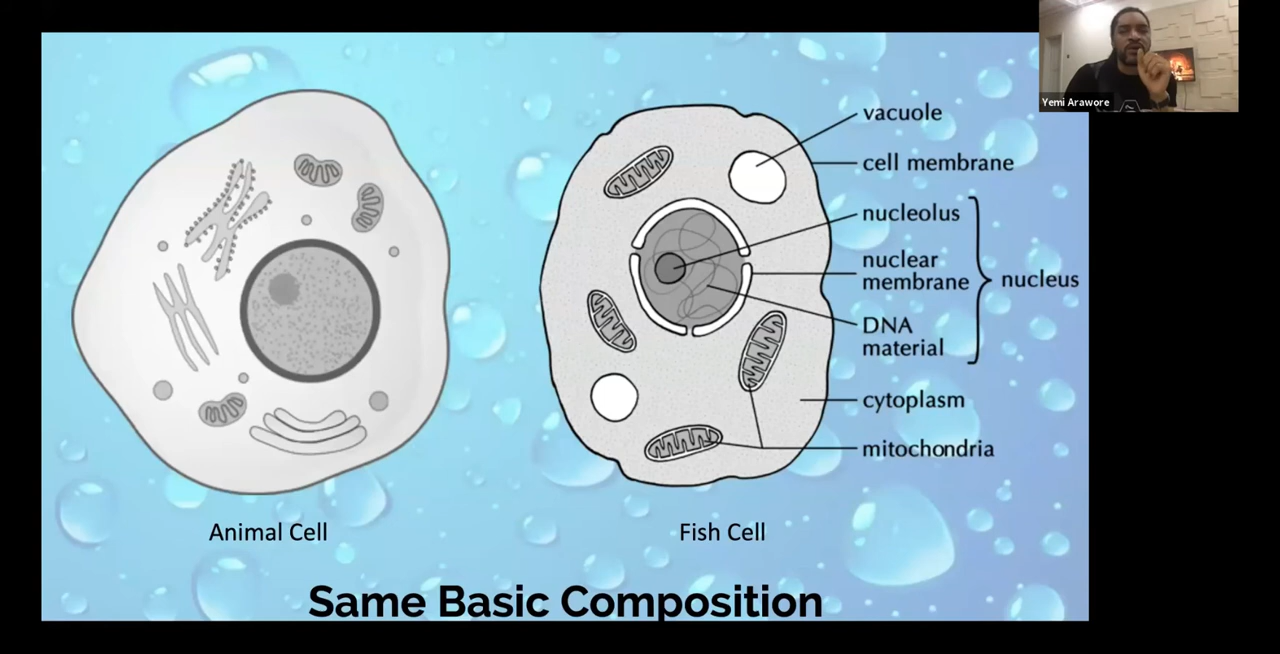 Yemi Arawore
vacuole
cell membrane
nucleolus
nuclear
membrane
nucleus
DNA
material
cytoplasm
mitochondria
Animal Cell
Fish Cell
Same Basic Composition